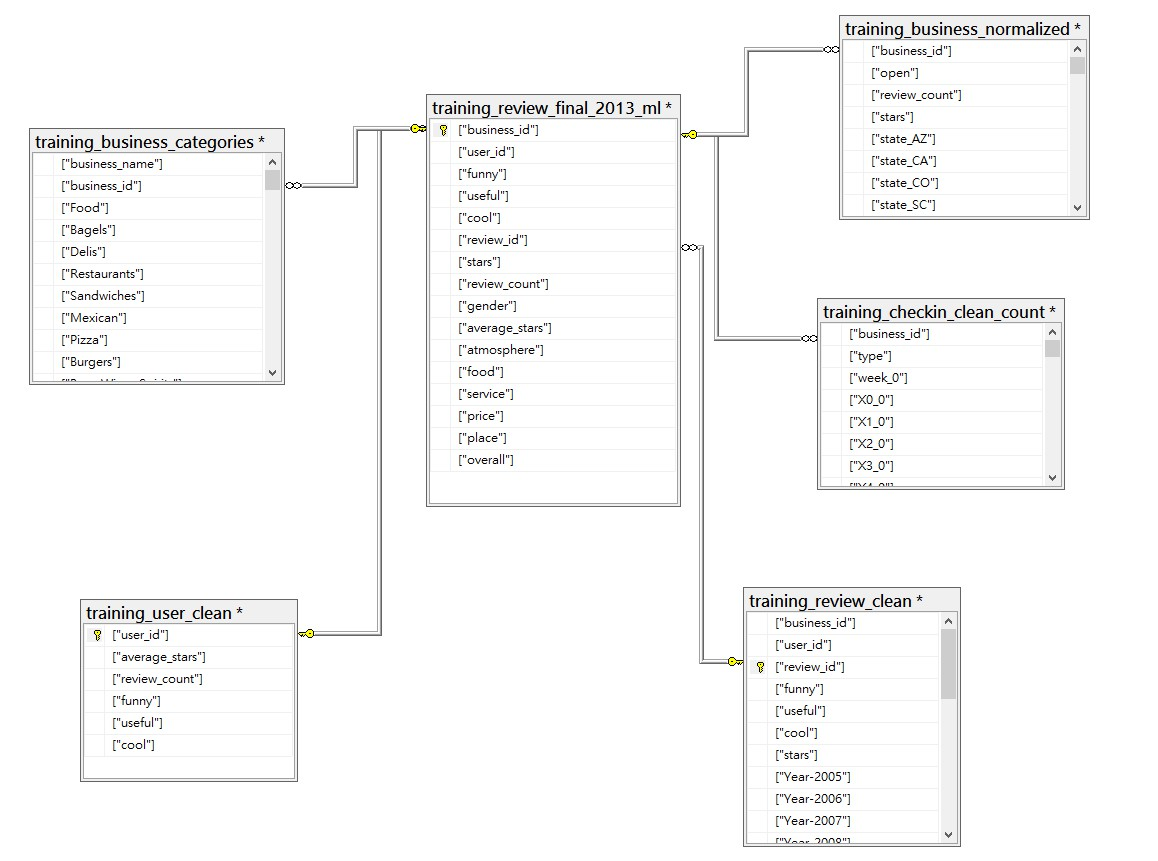 training_business_categories *
["business_name"]
["business_id"]
["Food"]
["Bagels"]
["Delis"]
["Restaurants"]
["Sandwiches"]
["Mexican"]
["Pizza"]
["Burgers"]
training_review_final_2013_ml *
["business_id"]
["user_id"]
["funny"]
["useful"]
["cool"]
["review_id"]
["stars"]
["review_count"]
["gender"]
["average_stars"]
["atmosphere"]
["food"]
["service"]
["price"]
["place"]
["overall"]
training_business_normalized *
["business_id"]
["open"]
["review_count"]
["stars"]
["state_AZ"]
["state_CA"]
["state_CO"]
["state_SC"]
training_checkin_clean_count *
["business_id"]
["type"]
["week_0"]
["X0_0"]
["X1_0"]
["X2_0"]
["X3_0"]
["X4_0"]
training_user_clean *
["user_id"]
["average_stars"]
["review_count"]
["funny"]
["useful"]
["cool"]
training_review_clean *
["business_id"]
["user_id"]
["review_id"]
["funny"]
["useful"]
["cool"]
["stars"]
["Year-2005"]
["Year-2006"]
["Year-2007"]
["Year-2008"]